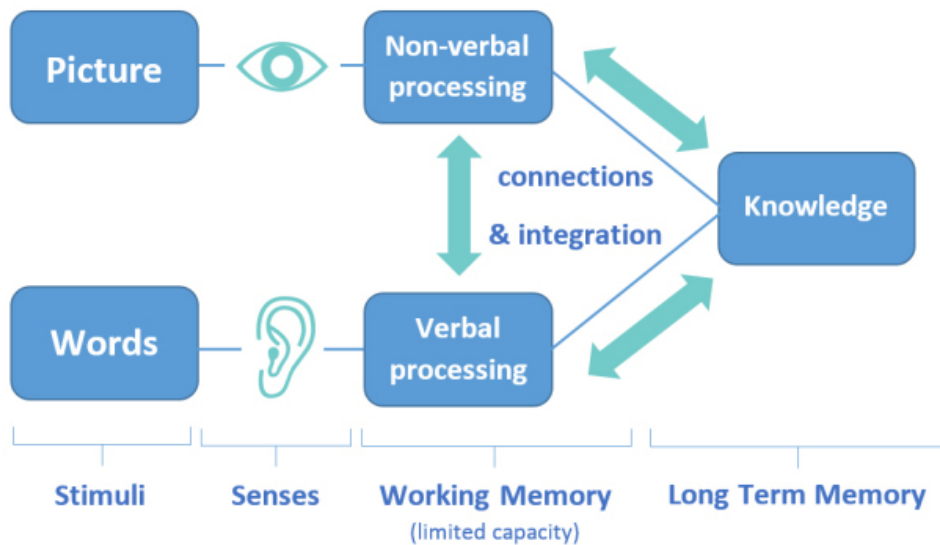 Picture
Non-verbal
processing
connections
& integration
Knowledge
Words
Verbal
processing
Stimuli
Senses
Working Memory
(limited capacity)
Long Term Memory